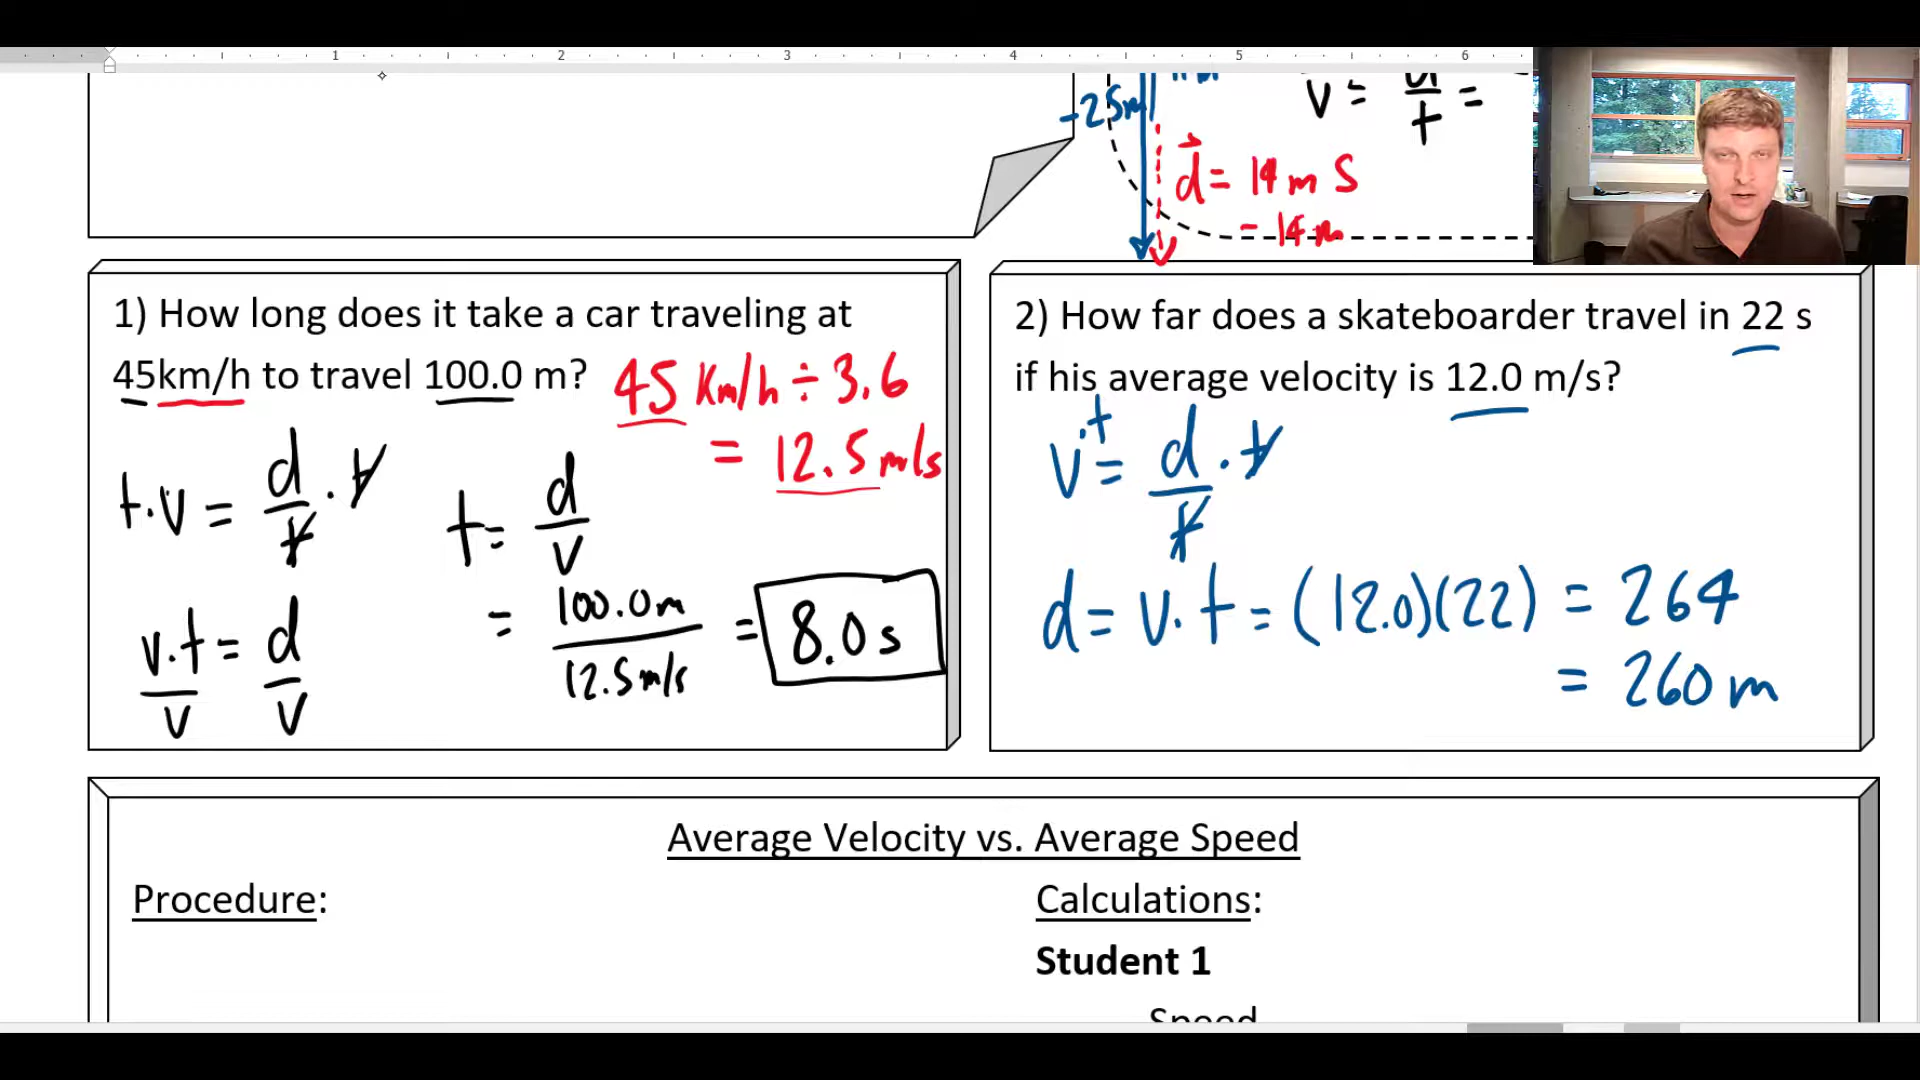 1 2 3 4 5 6
-25m
v = d/t =
d = 14 m S
= 14 m
1) How long does it take a car traveling at
45km/h to travel 100.0 m?
45 Km/h ÷ 3.6
= 12.5 m/s
t·v = d/t · t
v·t/v = d/v
t = d/v
= 100.0m/12.5m/s = 8.0 s
2) How far does a skateboarder travel in 22 s
if his average velocity is 12.0 m/s?
v·t = d/t · t
d = v·t = (12.0)(22) = 264
= 260 m
Average Velocity vs. Average Speed
Procedure:
Calculations:
Student 1
Speed